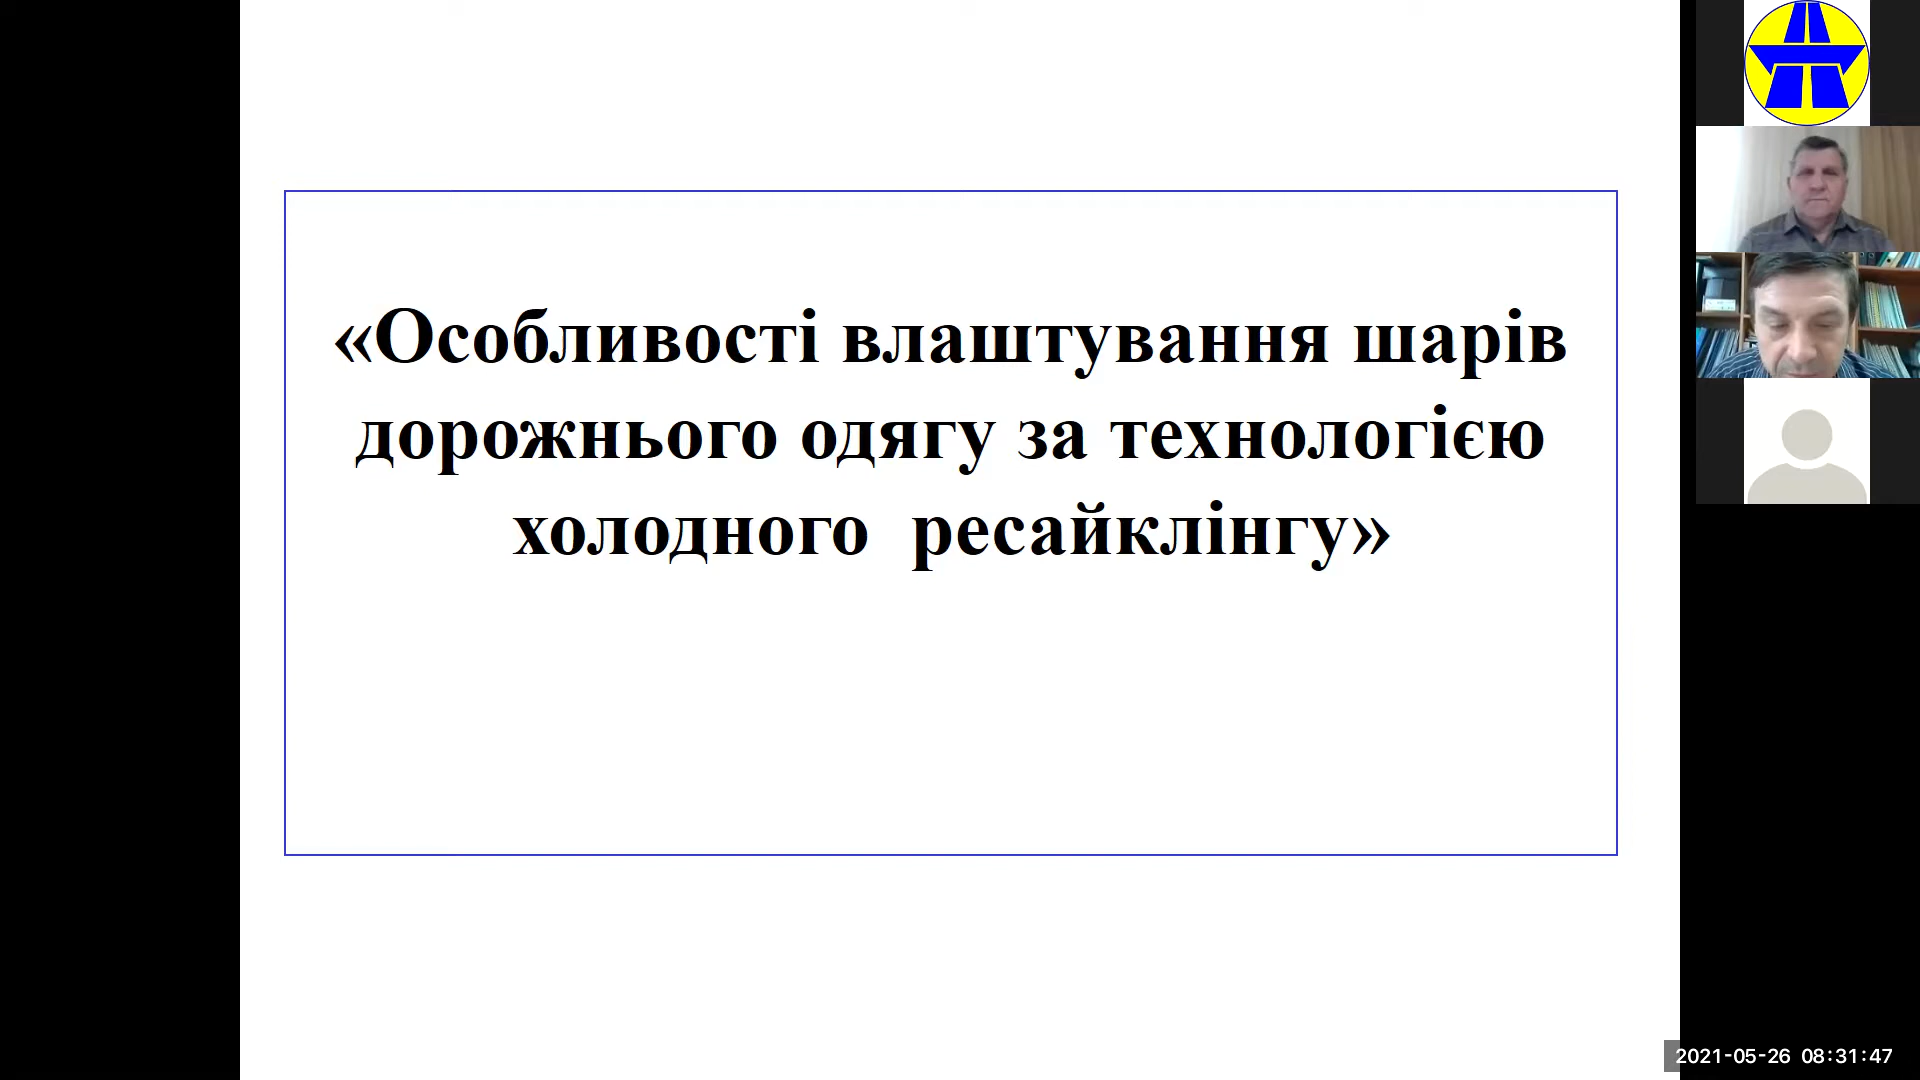 «Особливості влаштування шарів
дорожнього одягу за технологією
холодного  ресайклінгу»
2021-05-26 08:31:47